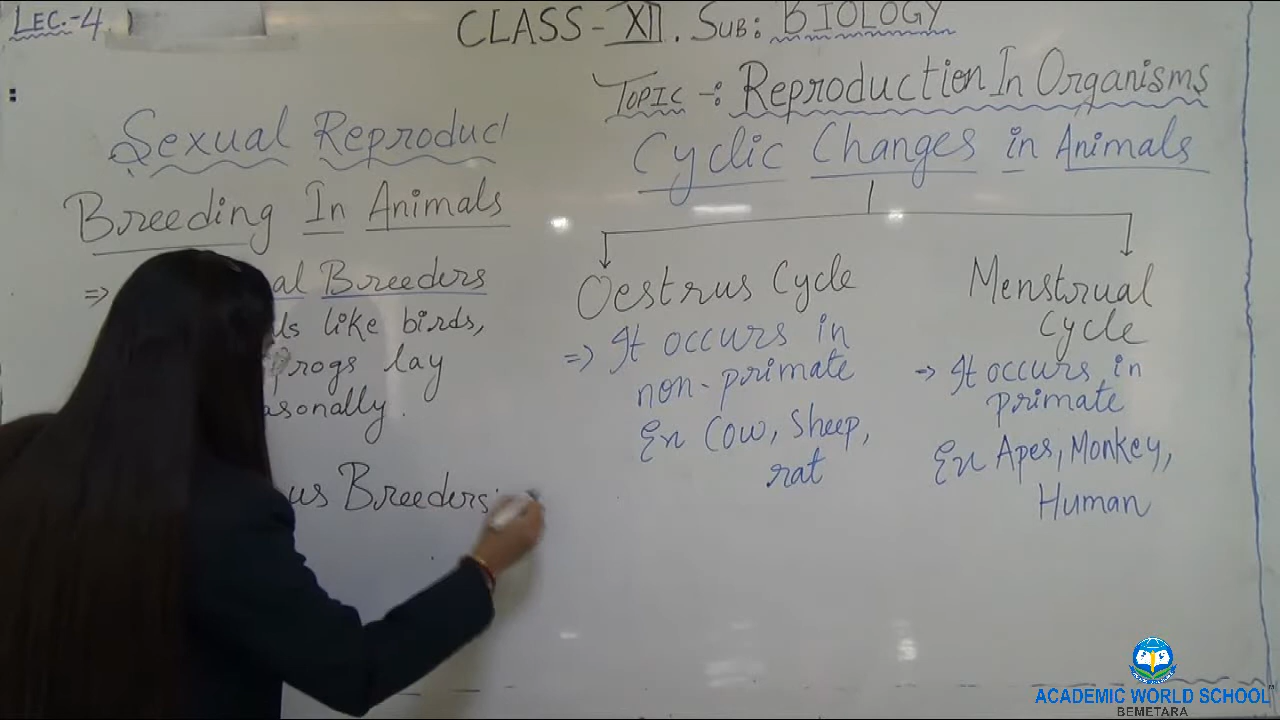 LEC.-4
CLASS-XII. SUB: BIOLOGY
TOPIC -: REPRODUCTION IN ORGANISMS
Sexual Reproduc
Breeding In Animals
⇒ al Breeders
like birds,
Frogs lay
asonally.
us Breeders:
Cyclic Changes in Animals
Oestrus Cycle
⇒ It occurs in
non-primate
Ex Cow, Sheep,
rat
Menstrual
Cycle
→ It occurs in
primate
Ex Apes, Monkey,
Human
ACADEMIC WORLD SCHOOL
BEMETARA